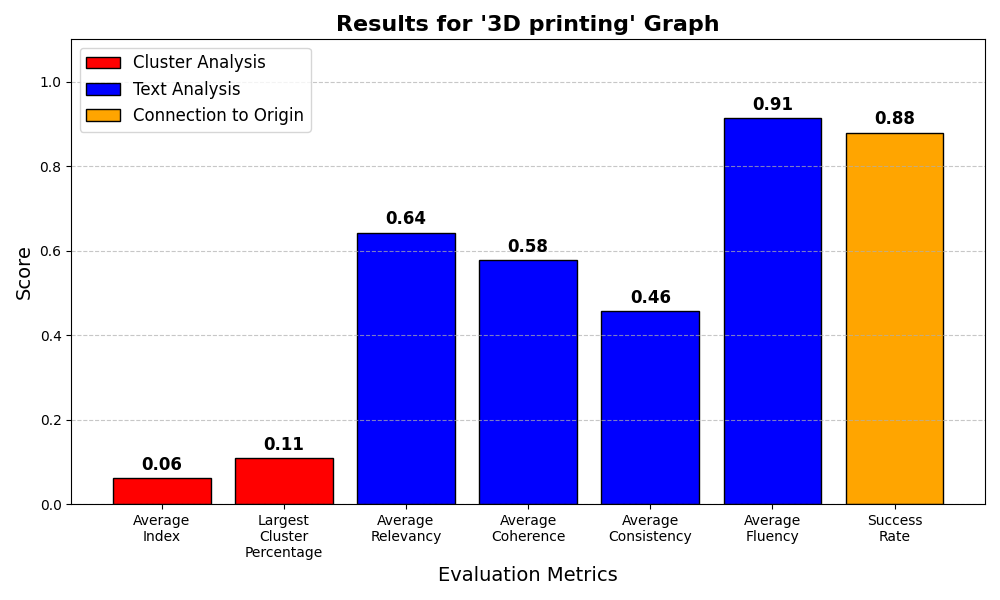 Results for '3D printing' Graph
Cluster Analysis
Text Analysis
Connection to Origin
Score
1.0
0.8
0.6
0.4
0.2
0.0
0.06
0.11
0.64
0.58
0.46
0.91
0.88
Average
Index
Largest
Cluster
Percentage
Average
Relevancy
Average
Coherence
Average
Consistency
Average
Fluency
Success
Rate
Evaluation Metrics